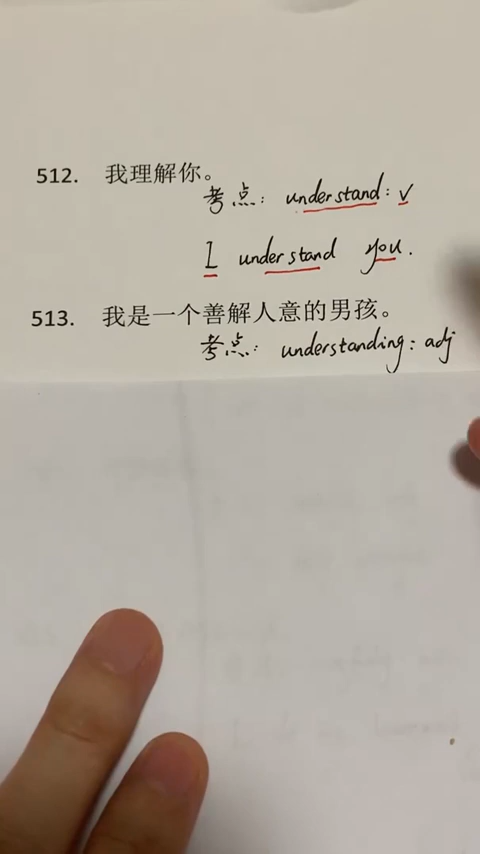 512. 我理解你。
考点: understand: v
I understand you.
513. 我是一个善解人意的男孩。
考点: understanding: adj